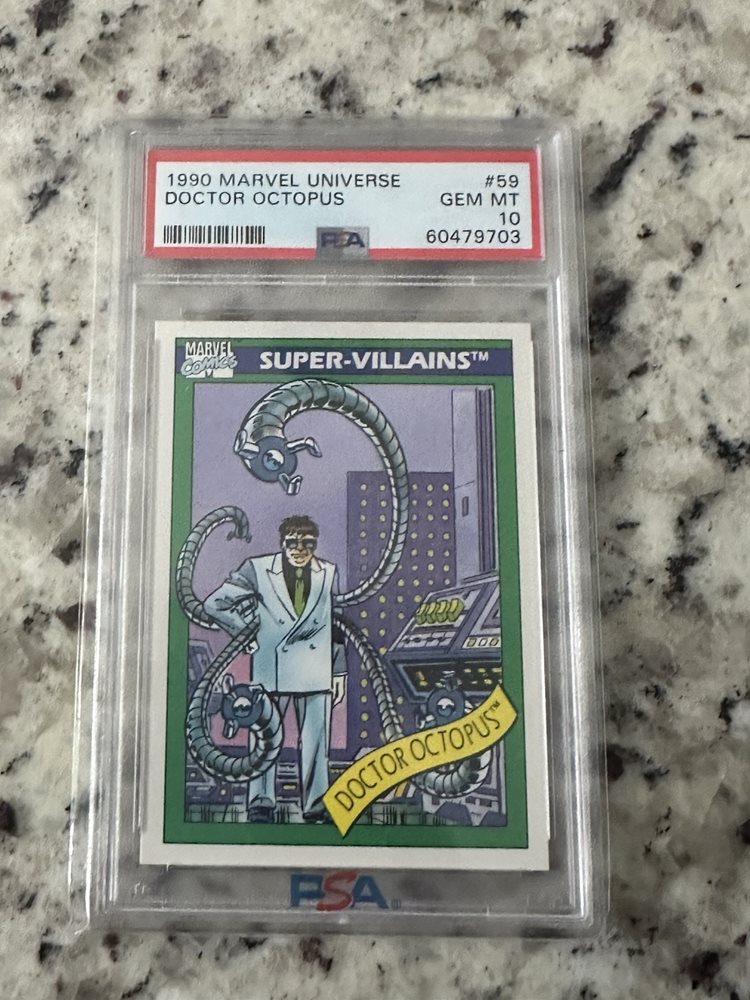 1990 MARVEL UNIVERSE #59
DOCTOR OCTOPUS GEM MT
10
PSA 60479703
MARVEL
COMICS
SUPER-VILLAINS™
DOCTOR OCTOPUS™
PSA